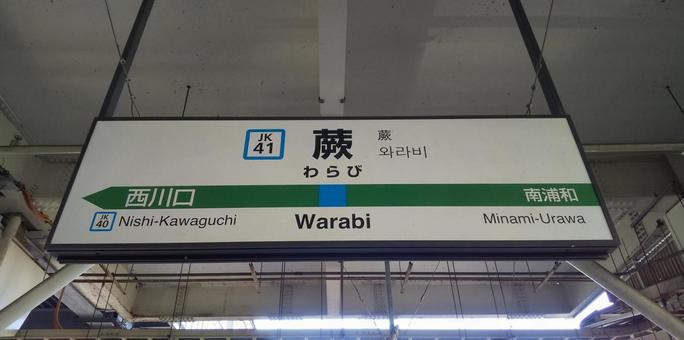 JK
41
蕨
蕨
와라비
わらび
西川口
南浦和
JK
40
Nishi-Kawaguchi
Warabi
Minami-Urawa